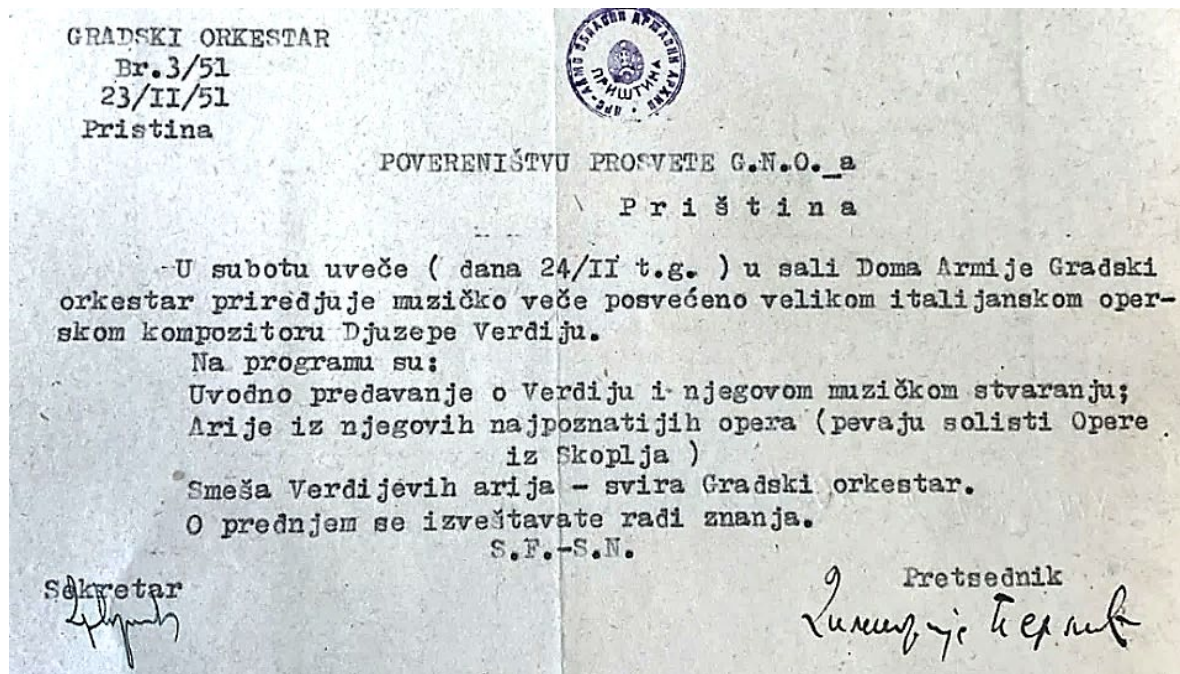 GRADSKI ORKESTAR
Br.3/51
23/II/51
Pristina
ПРИШТИНА
POVERENIŠTVU PROSVETE G.N.O._a
Priština
U subotu uveče ( dana 24/II t.g. ) u sali Doma Armije Gradski
orkestar priredjuje muzičko veče posvećeno velikom italijanskom oper-
skom kompozitoru Djuzepe Verdiju.
Na programu su:
Uvodno predavanje o Verdiju i njegovom muzičkom stvaranju;
Arije iz njegovih najpoznatijih opera (pevaju solisti Opere
iz Skoplja )
Smeša Verdijevih arija - svira Gradski orkestar.
O prednjem se izveštavate radi znanja.
S.F.-S.N.
Sekretar
Pretsednik